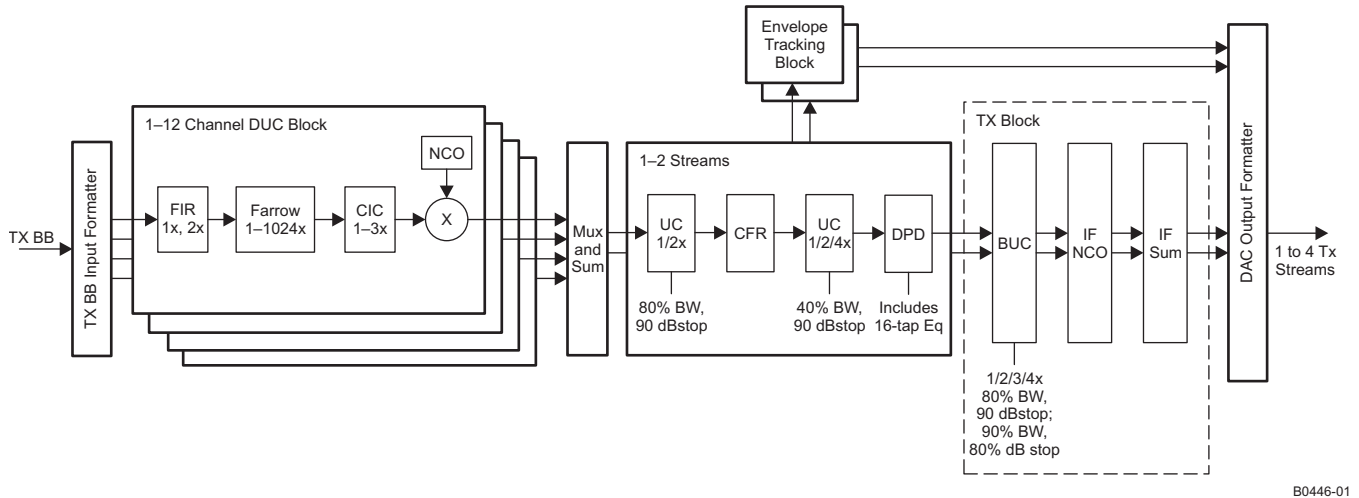 Envelope
Tracking
Block
1–12 Channel DUC Block
NCO
FIR
1x, 2x
Farrow
1–1024x
CIC
1–3x
X
TX BB
TX BB Input Formatter
Mux
and
Sum
1–2 Streams
UC
1/2x
CFR
UC
1/2/4x
DPD
80% BW,
90 dBstop
40% BW,
90 dBstop
Includes
16-tap Eq
TX Block
BUC
IF
NCO
IF
Sum
1/2/3/4x
80% BW,
90 dBstop;
90% BW,
80% dB stop
DAC Output Formatter
1 to 4 Tx
Streams
B0446-01